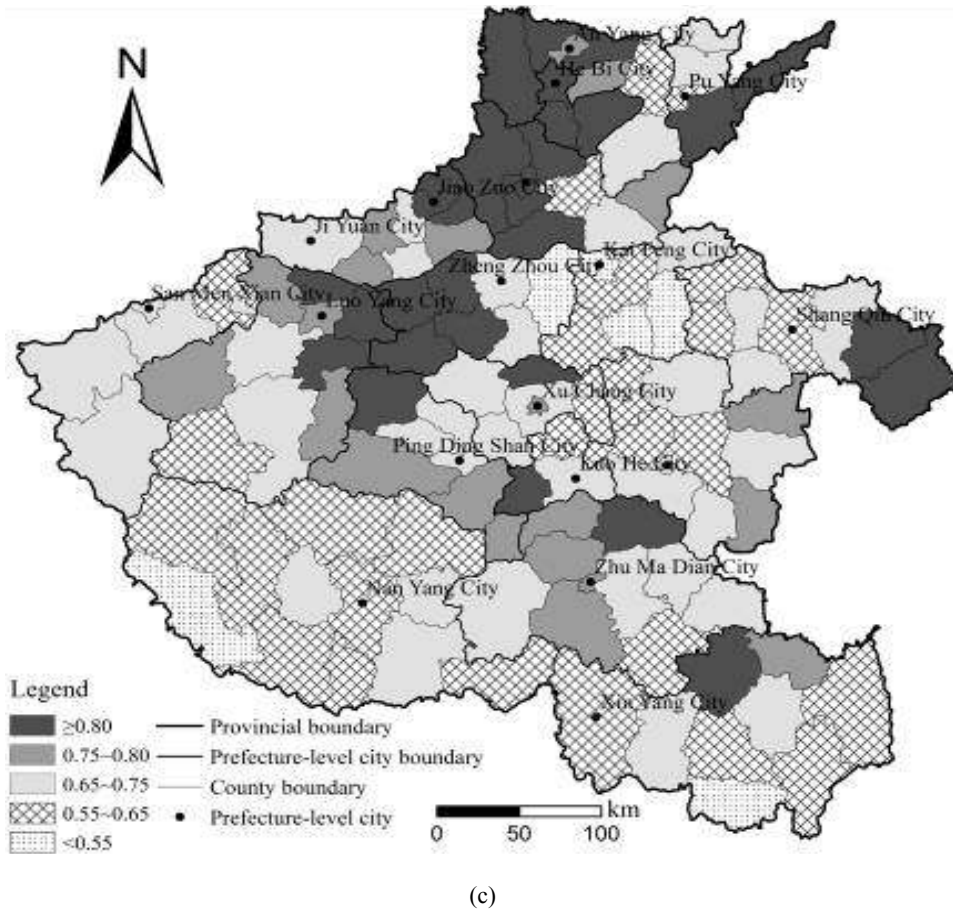 N
An Yang City
He Bi City
Pu Yang City
Jiao Zuo City
Ji Yuan City
Kai Feng City
Zheng Zhou City
San Men Xian City
Luo Yang City
Shang Qiu City
Xu Chang City
Ping Ding Shan City
Kuo He City
Zhu Ma Dian City
Nan Yang City
Xin Yang City
Legend
≥0.80
Provincial boundary
0.75~0.80
Prefecture-level city boundary
0.65~0.75
County boundary
0.55~0.65
Prefecture-level city
<0.55
km
0 50 100
(c)